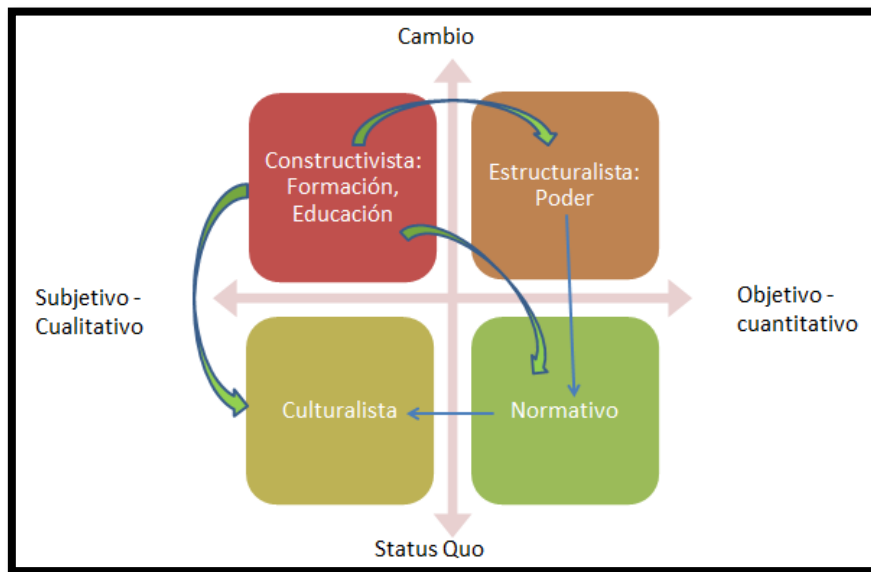 Cambio
Constructivista:
Formación,
Educación
Estructuralista:
Poder
Subjetivo -
Cualitativo
Objetivo -
cuantitativo
Culturalista
Normativo
Status Quo